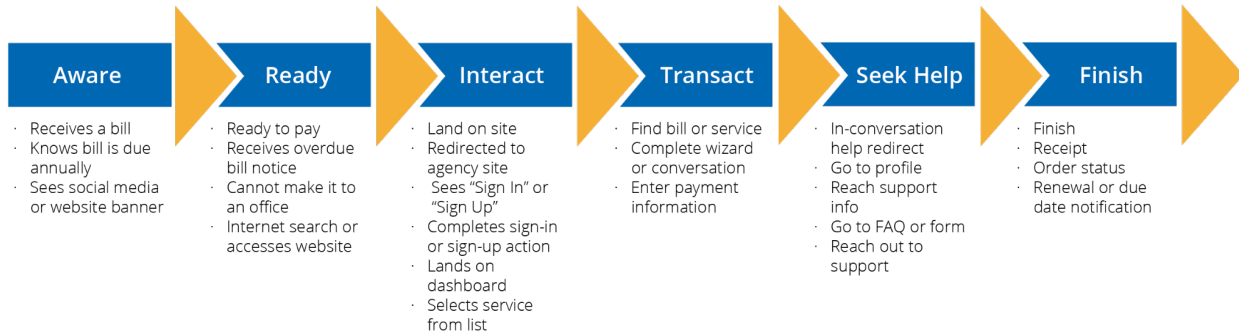 Aware
Ready
Interact
Transact
Seek Help
Finish
· Receives a bill
· Knows bill is due
annually
· Sees social media
or website banner
· Ready to pay
· Receives overdue
bill notice
· Cannot make it to
an office
· Internet search or
accesses website
· Land on site
· Redirected to
agency site
· Sees “Sign In” or
“Sign Up”
· Completes sign-in
or sign-up action
· Lands on
dashboard
· Selects service
from list
· Find bill or service
· Complete wizard
or conversation
· Enter payment
information
· In-conversation
help redirect
· Go to profile
· Reach support
info
· Go to FAQ or form
· Reach out to
support
· Finish
· Receipt
· Order status
· Renewal or due
date notification